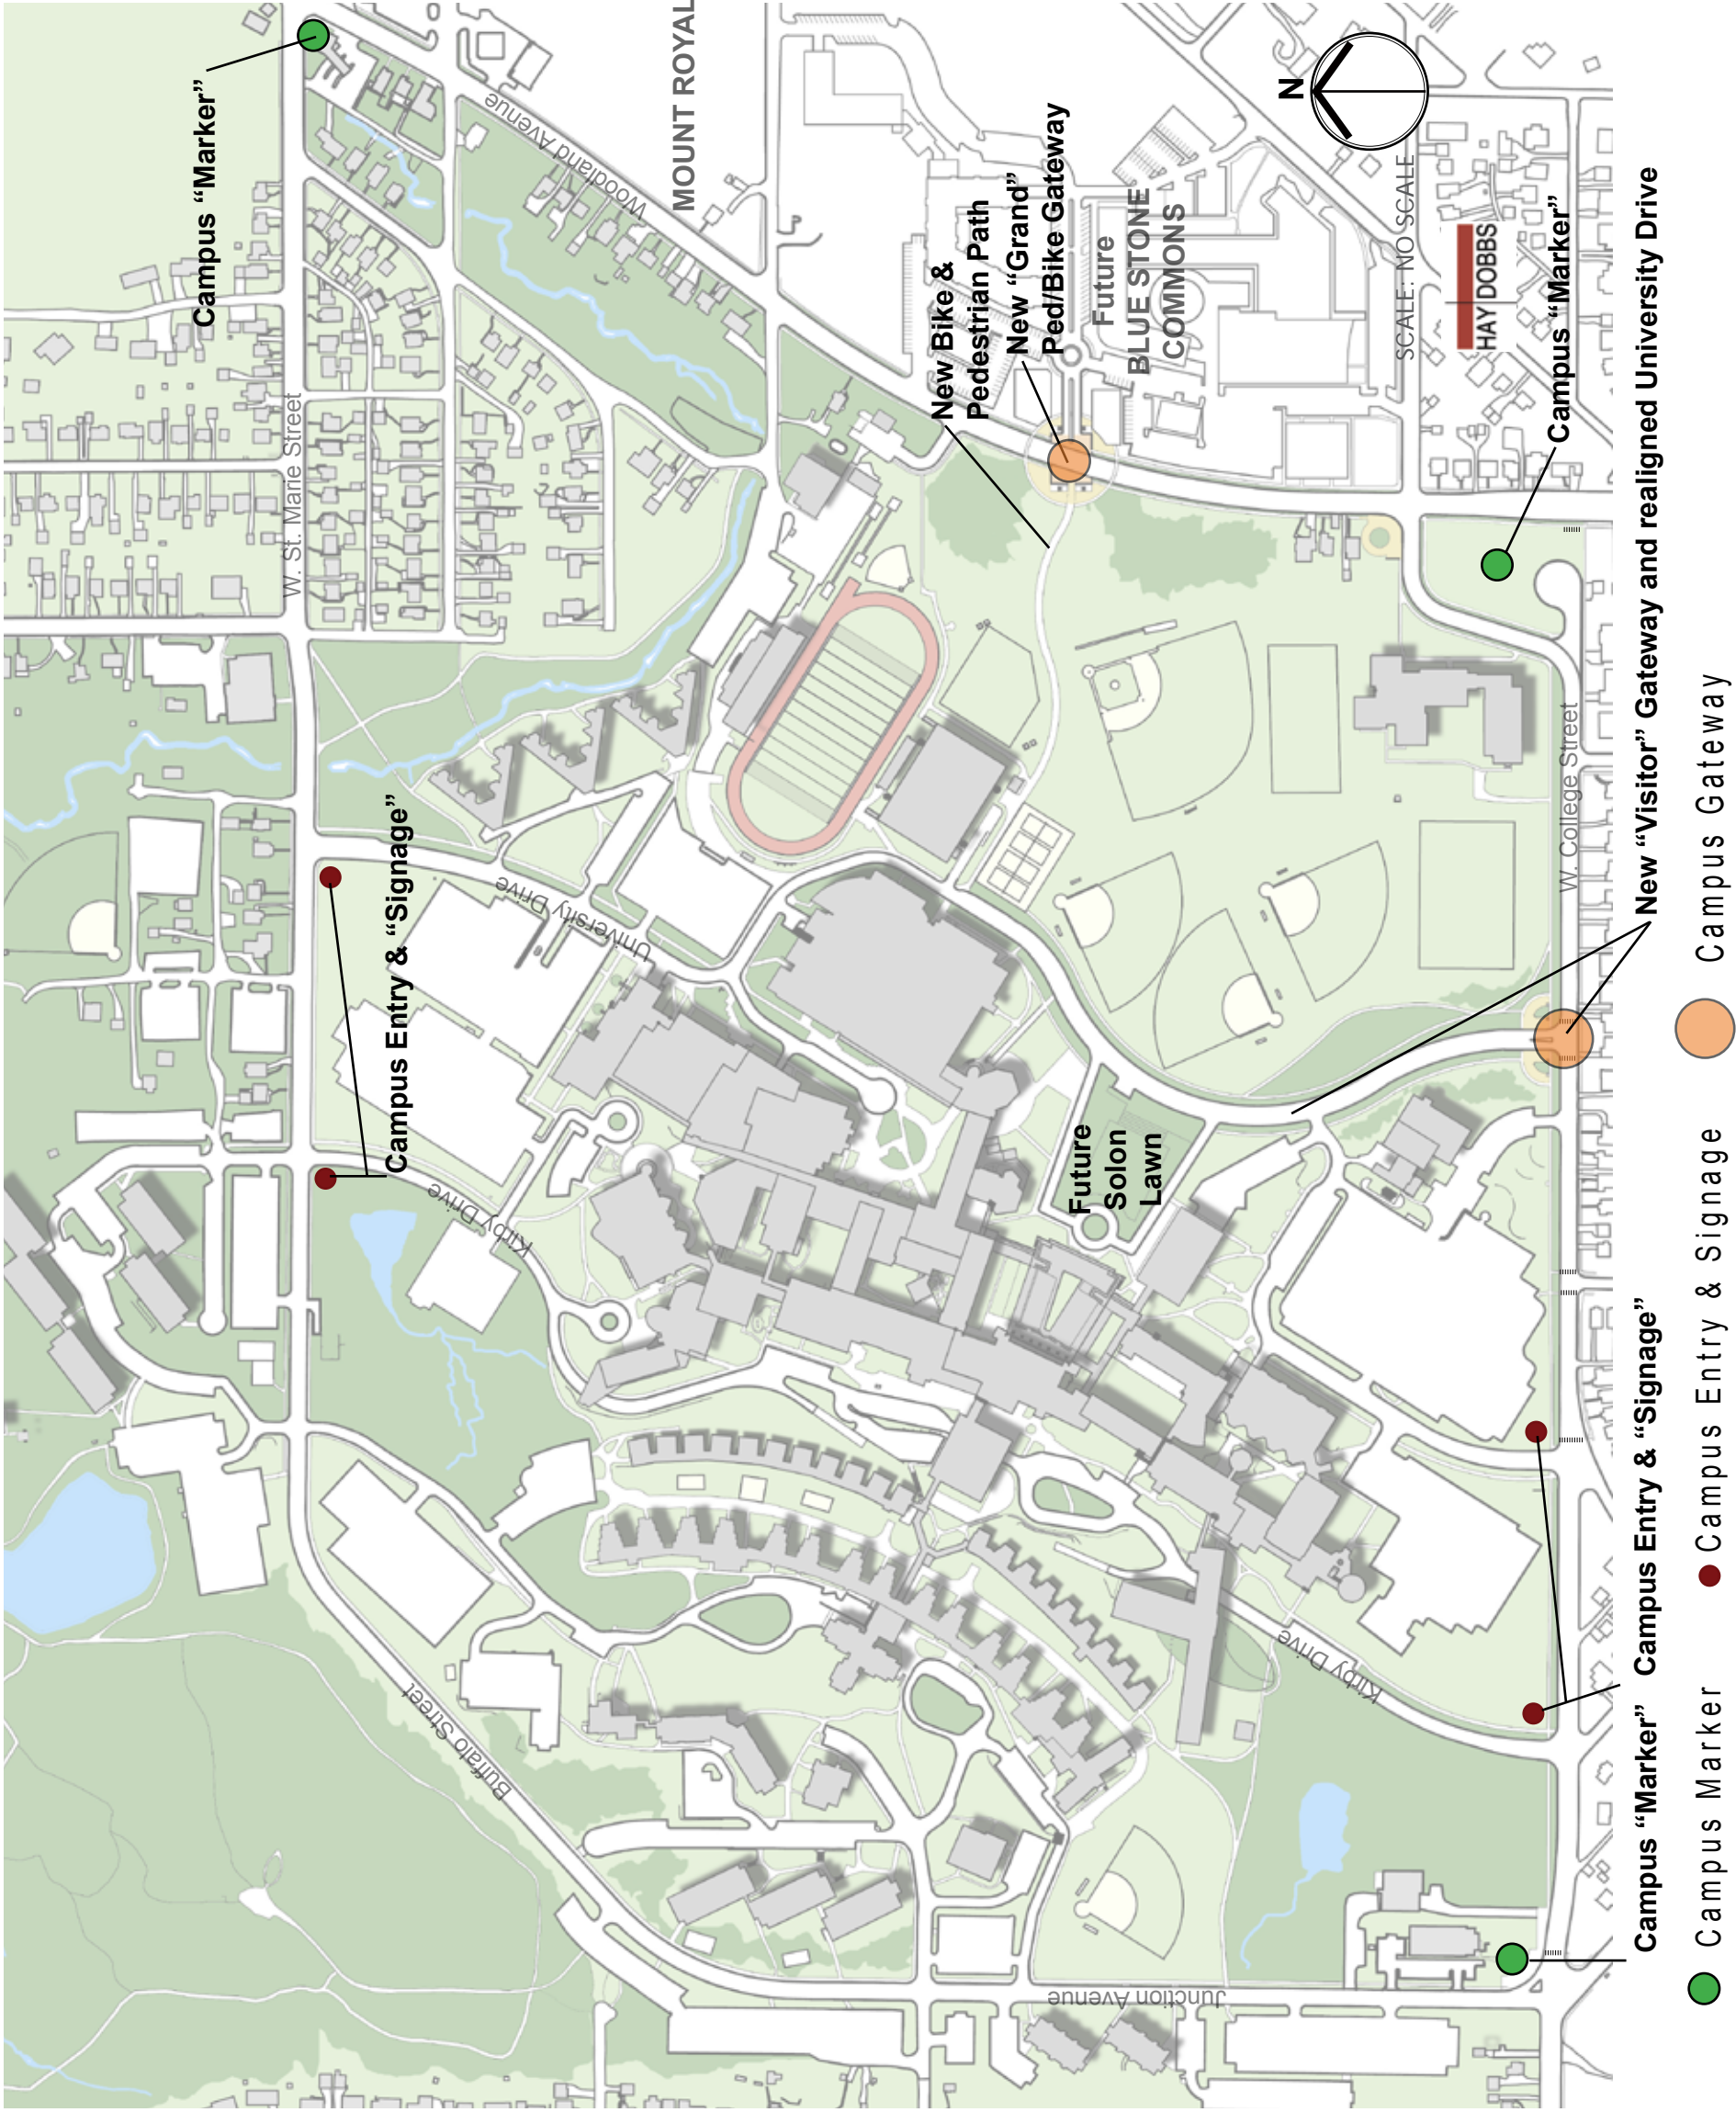 Campus “Marker”
W. St. Marie Street
Woodland Avenue
MOUNT ROYAL
Campus Entry & “Signage”
University Drive
Kirby Drive
Buffalo Street
New Bike &
Pedestrian Path
New “Grand”
Ped/Bike Gateway
Future
BLUE STONE
COMMONS
N
SCALE: NO SCALE
HAY DOBBS
Campus “Marker”
Future
Solon
Lawn
Kirby Drive
Junction Avenue
W. College Street
Campus “Marker”
Campus Entry & “Signage”
New “Visitor” Gateway and realigned University Drive
Campus Marker
Campus Entry & Signage
Campus Gateway